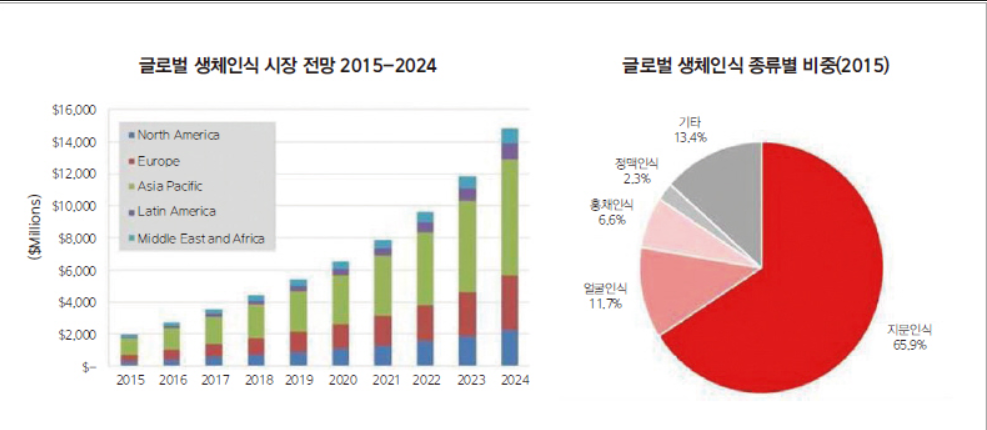 글로벌 생체인식 시장 전망 2015-2024
($Millions)
$16,000
$14,000
$12,000
$10,000
$8,000
$6,000
$4,000
$2,000
$-
North America
Europe
Asia Pacific
Latin America
Middle East and Africa
2015 2016 2017 2018 2019 2020 2021 2022 2023 2024
글로벌 생체인식 종류별 비중(2015)
기타
13.4%
정맥인식
2.3%
홍채인식
6.6%
얼굴인식
11.7%
지문인식
65.9%